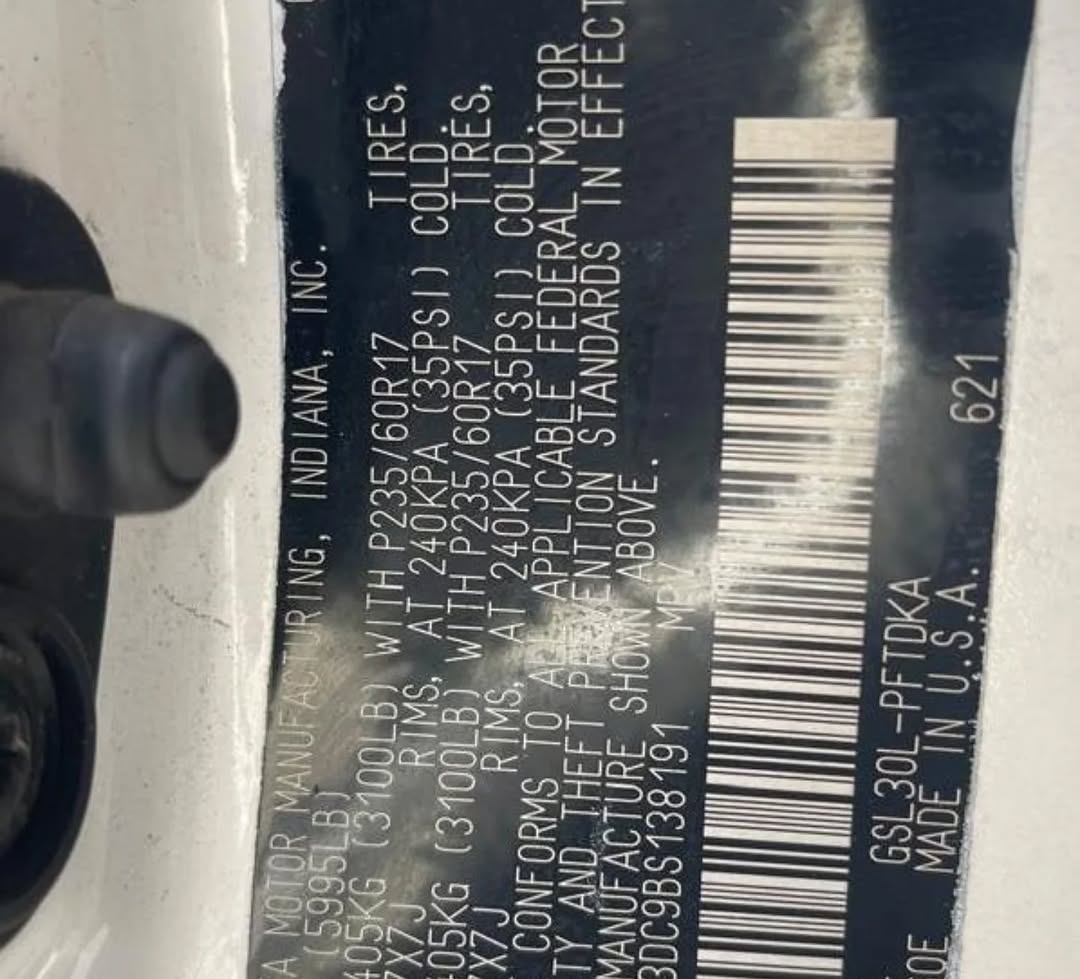 TA MOTOR MANUFACTURING, INDIANA, INC.
(5995LB)
405KG (3100LB) WITH P235/60R17 TIRES,
7X7J RIMS, AT 240KPA (35PSI) COLD.
405KG (3100LB) WITH P235/60R17 TIRES,
7X7J RIMS, AT 240KPA (35PSI) COLD.
CONFORMS TO ALL APPLICABLE FEDERAL MOTOR
TY AND THEFT PREVENTION STANDARDS IN EFFECT
MANUFACTURE SHOWN ABOVE.
3DC9BS138191 MPV
GSL30L-PFTDKA
OE MADE IN U.S.A. 621